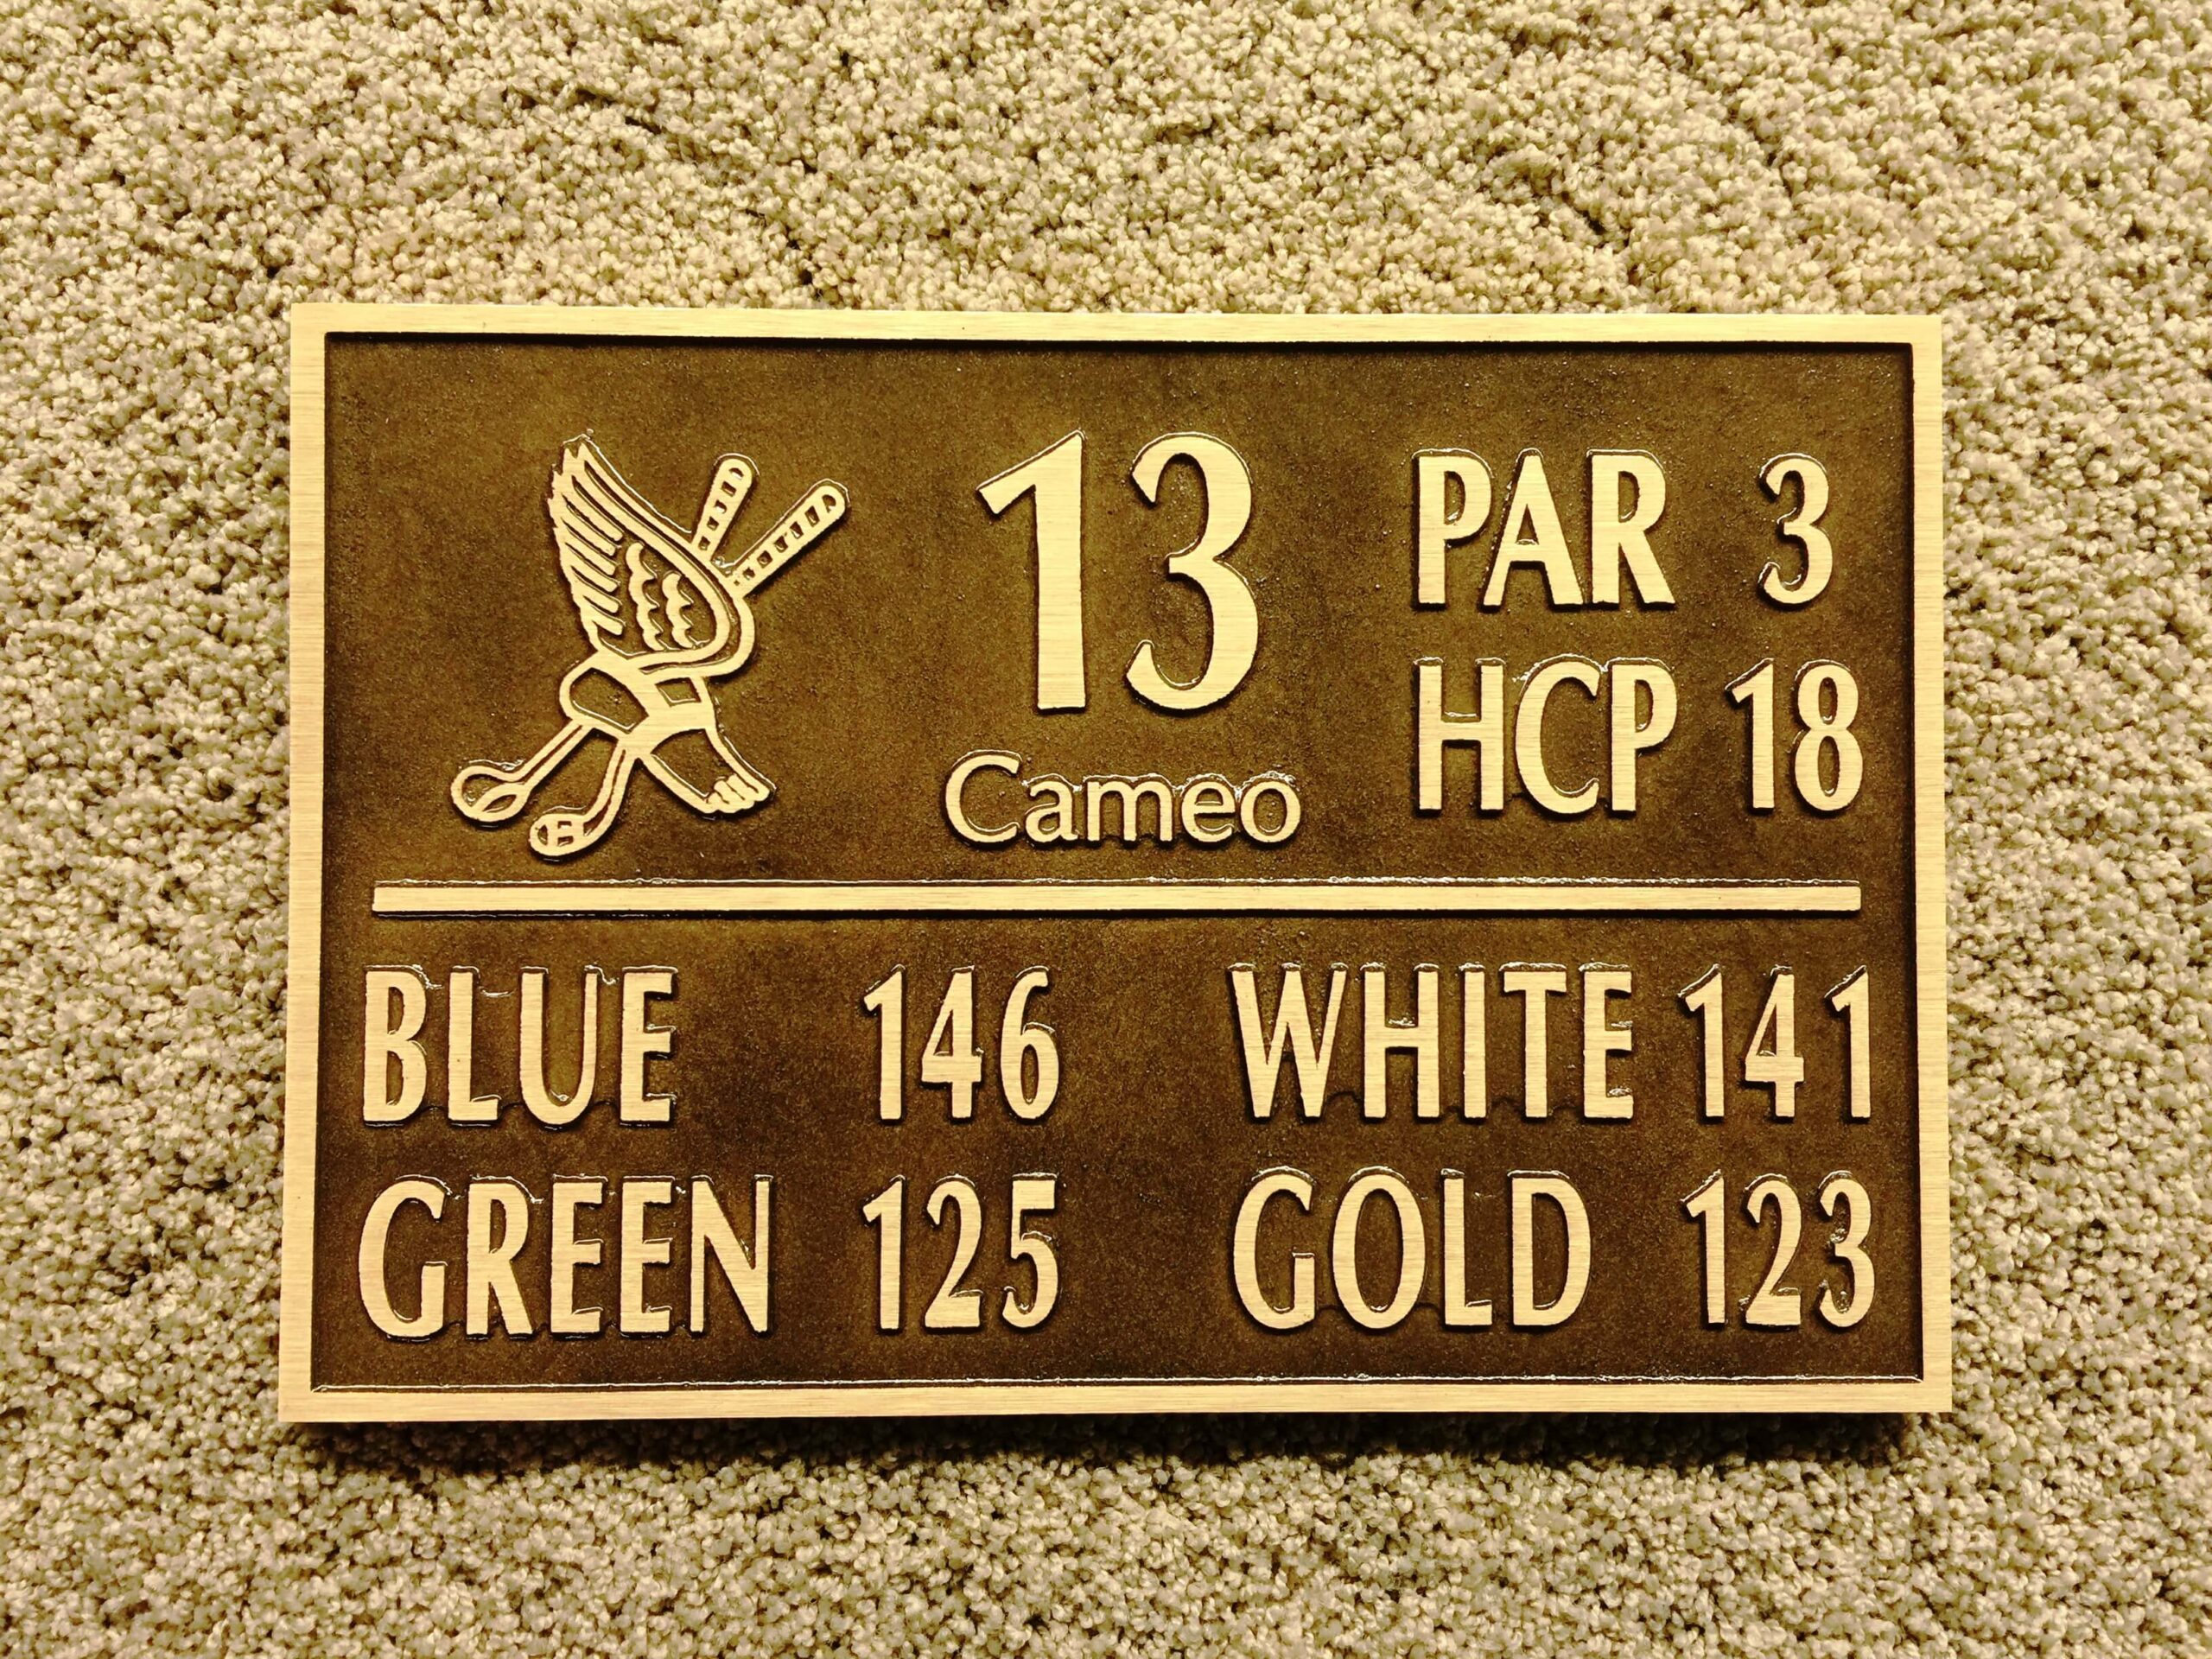 13
Cameo
PAR 3
HCP 18
BLUE 146 WHITE 141
GREEN 125 GOLD 123